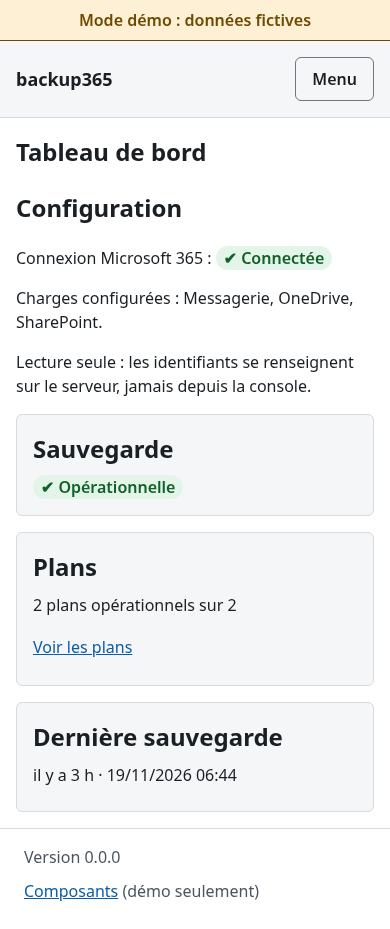 Mode démo : données fictives
backup365
Menu
Tableau de bord
Configuration
Connexion Microsoft 365 : ✔ Connectée
Charges configurées : Messagerie, OneDrive,
SharePoint.
Lecture seule : les identifiants se renseignent
sur le serveur, jamais depuis la console.
Sauvegarde
✔ Opérationnelle
Plans
2 plans opérationnels sur 2
Voir les plans
Dernière sauvegarde
il y a 3 h · 19/11/2026 06:44
Version 0.0.0
Composants (démo seulement)